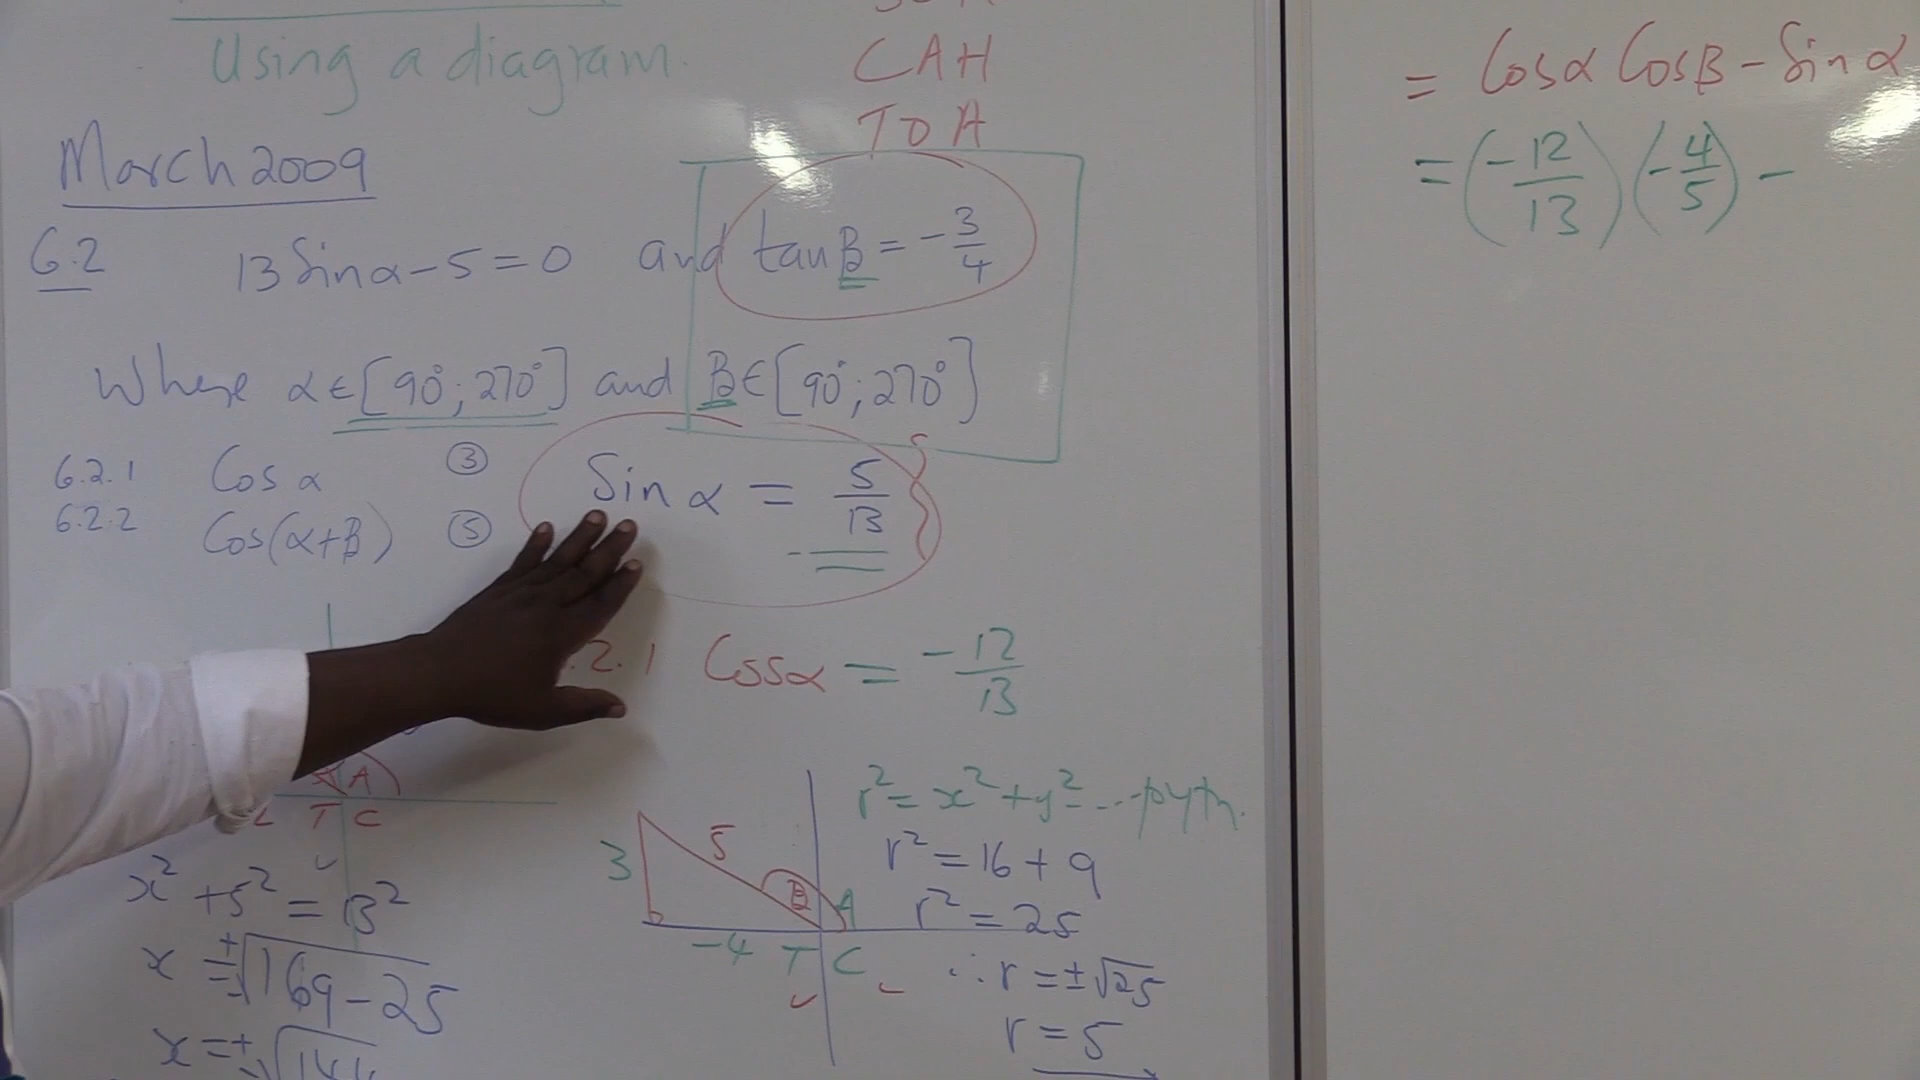 Using a diagram.
CAH
TOA
March 2009
6.2 13 Sin α - 5 = 0 and tan B = - 3/4
Where α ∈ [90°; 270°] and B ∈ [90°; 270°]
6.2.1 Cos α ③
6.2.2 Cos(α+B) ⑤
Sin α = 5/13
.2.1 Cos α = - 12/13
A
T C
x² + 5² = 13²
x = ±√169-25
x = ±√144
3 5 B A
-4 T C
r² = x² + y² ... pyth.
r² = 16 + 9
r² = 25
∴ r = ±√25
r = 5
= Cos α Cos B - Sin α
= (-12/13) (-4/5) -